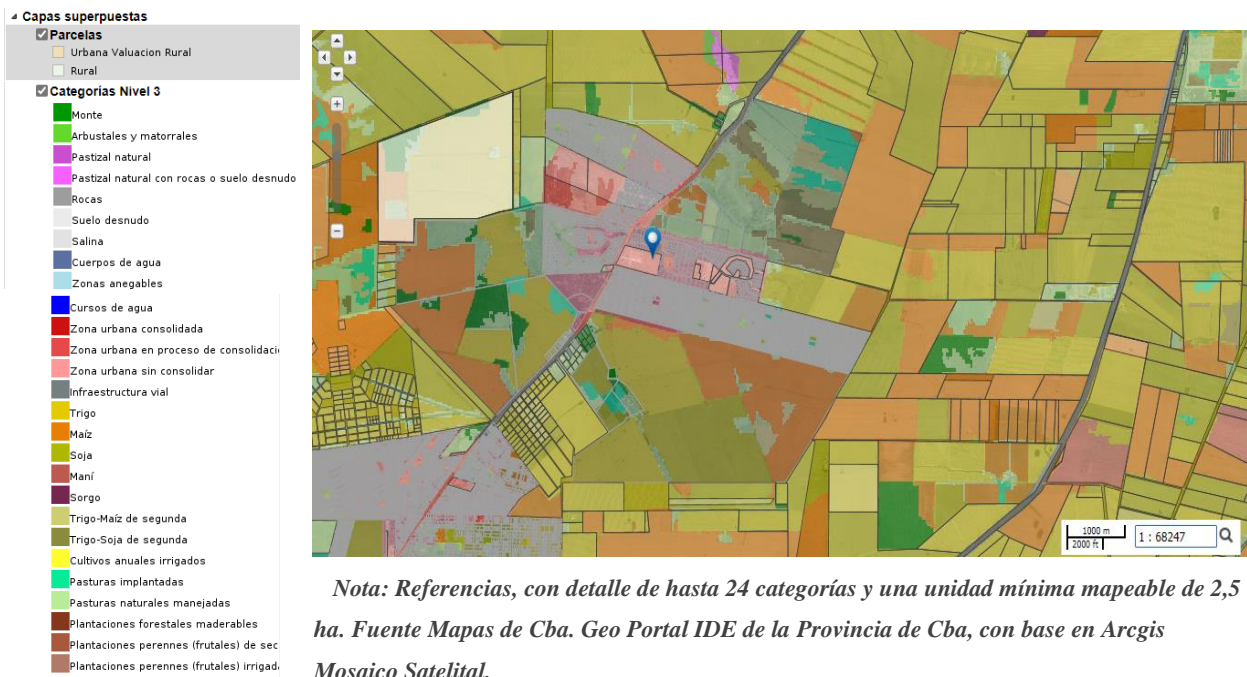 Capas superpuestas
Parcelas
Urbana Valuacion Rural
Rural
Categorías Nivel 3
Monte
Arbustales y matorrales
Pastizal natural
Pastizal natural con rocas o suelo desnudo
Rocas
Suelo desnudo
Salina
Cuerpos de agua
Zonas anegables
Cursos de agua
Zona urbana consolidada
Zona urbana en proceso de consolidació
Zona urbana sin consolidar
Infraestructura vial
Trigo
Maíz
Soja
Maní
Sorgo
Trigo-Maíz de segunda
Trigo-Soja de segunda
Cultivos anuales irrigados
Pasturas implantadas
Pasturas naturales manejadas
Plantaciones forestales maderables
Plantaciones perennes (frutales) de sec
Plantaciones perennes (frutales) irrigada
1000 m
2000 ft
1 : 68247
Nota: Referencias, con detalle de hasta 24 categorías y una unidad mínima mapeable de 2,5
ha. Fuente Mapas de Cba. Geo Portal IDE de la Provincia de Cba, con base en Arcgis
Mosaico Satelital.